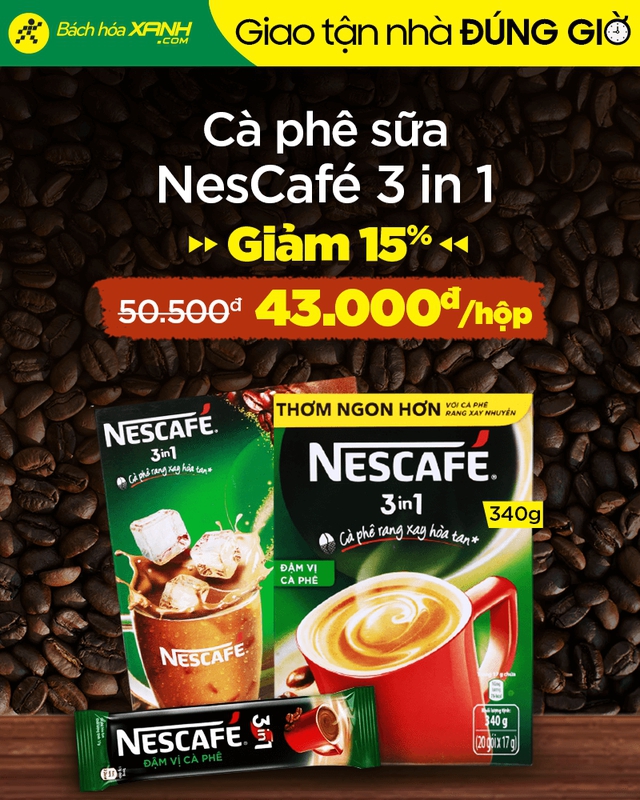 Bách hóa XANH
.COM
Giao tận nhà ĐÚNG GIỜ
Cà phê sữa
NesCafé 3 in 1
Giảm 15%
50.500đ 43.000đ/hộp
THƠM NGON HƠN VỚI CÀ PHÊ
RANG XAY NHUYỄN
NESCAFÉ.
3in1
Cà phê rang xay hòa tan*
NESCAFÉ.
NESCAFÉ.
3in1
Cà phê rang xay hòa tan*
340g
ĐẬM VỊ
CÀ PHÊ
340 g
(20 gói x 17 g)
NESCAFÉ 3in1
ĐẬM VỊ CÀ PHÊ